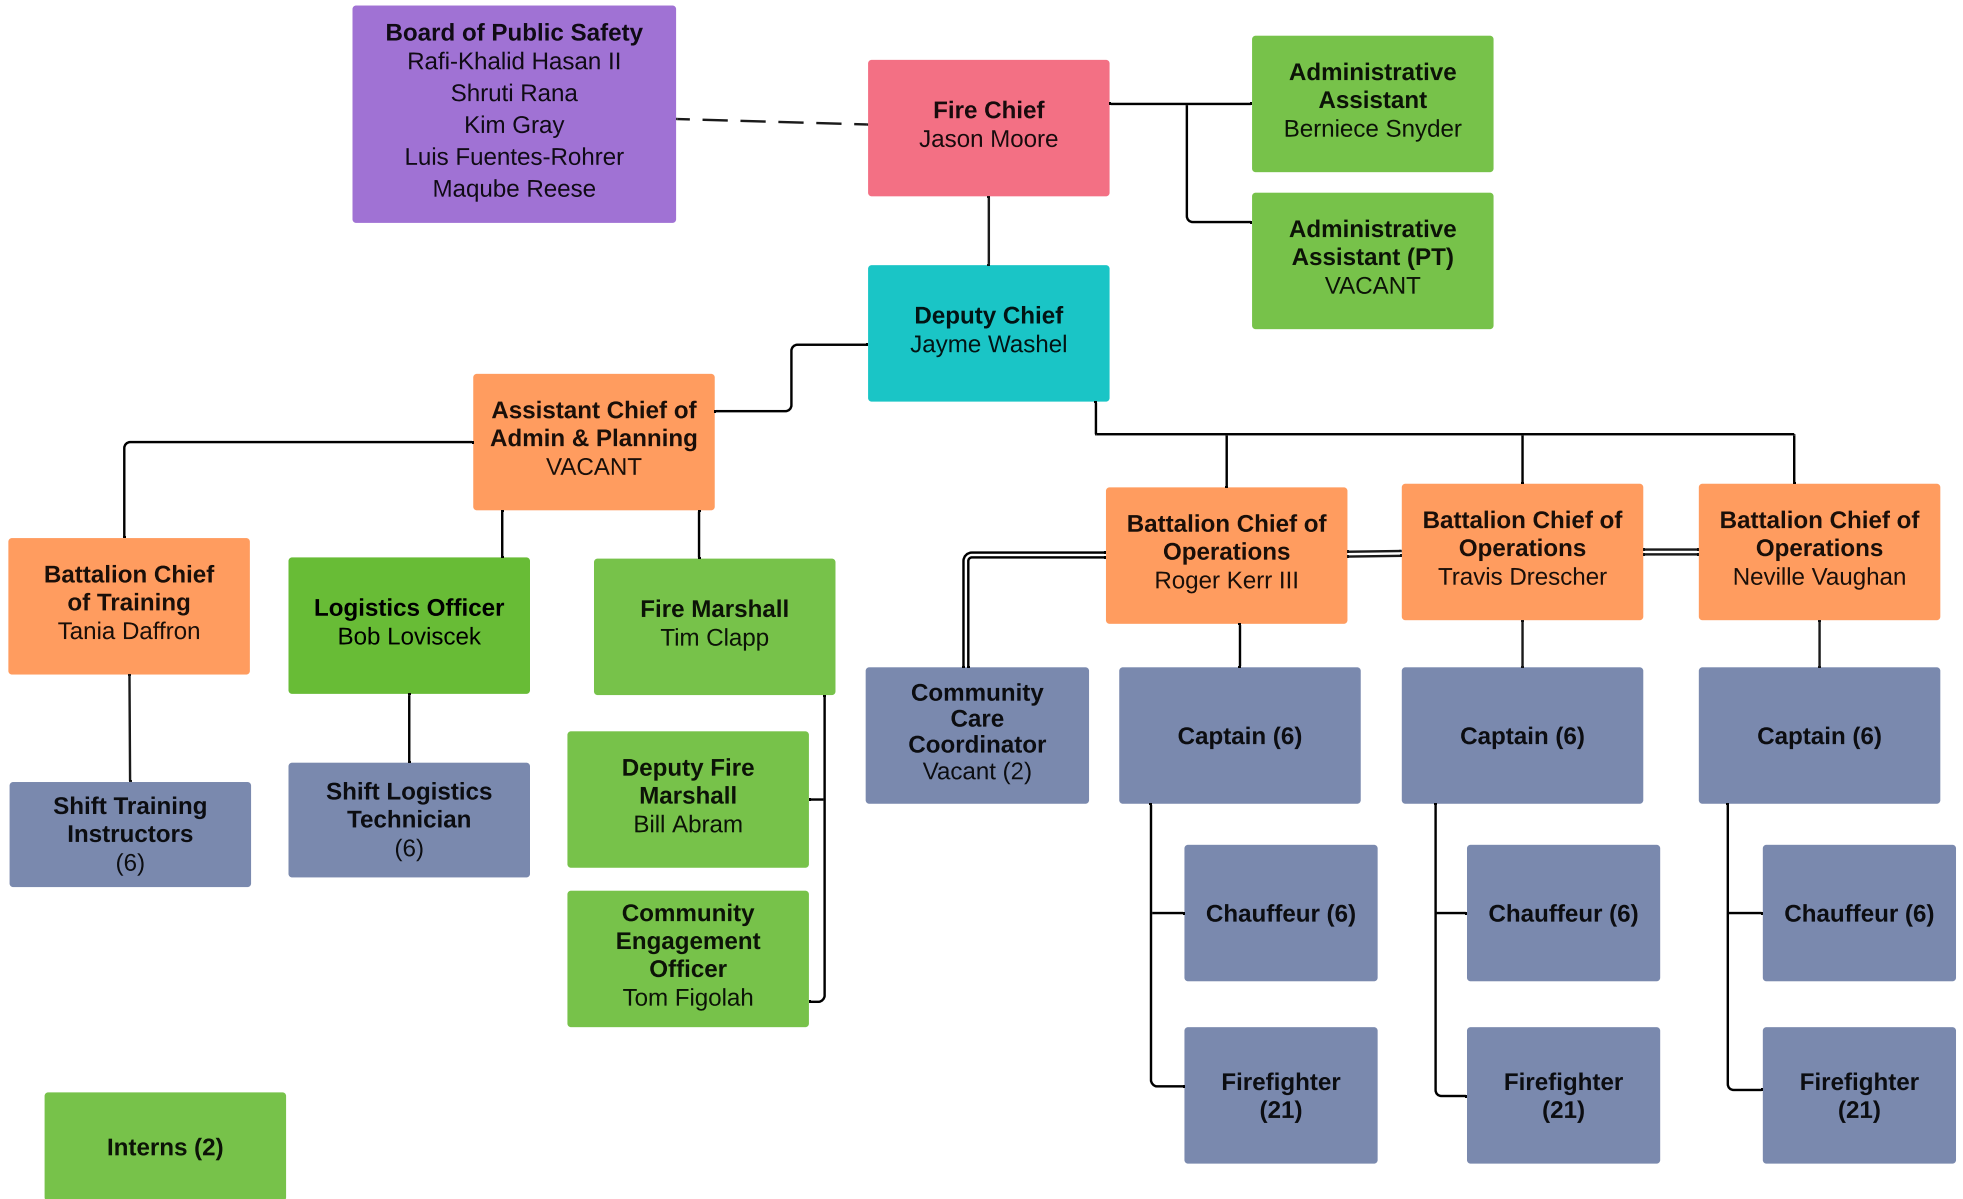 Board of Public Safety
Rafi-Khalid Hasan II
Shruti Rana
Kim Gray
Luis Fuentes-Rohrer
Maqube Reese
Fire Chief
Jason Moore
Administrative
Assistant
Berniece Snyder
Administrative
Assistant (PT)
VACANT
Deputy Chief
Jayme Washel
Assistant Chief of
Admin & Planning
VACANT
Battalion Chief
of Training
Tania Daffron
Logistics Officer
Bob Loviscek
Fire Marshall
Tim Clapp
Battalion Chief of
Operations
Roger Kerr III
Battalion Chief of
Operations
Travis Drescher
Battalion Chief of
Operations
Neville Vaughan
Shift Training
Instructors
(6)
Shift Logistics
Technician
(6)
Deputy Fire
Marshall
Bill Abram
Community
Engagement
Officer
Tom Figolah
Community
Care
Coordinator
Vacant (2)
Captain (6)
Captain (6)
Captain (6)
Chauffeur (6)
Chauffeur (6)
Chauffeur (6)
Firefighter
(21)
Firefighter
(21)
Firefighter
(21)
Interns (2)